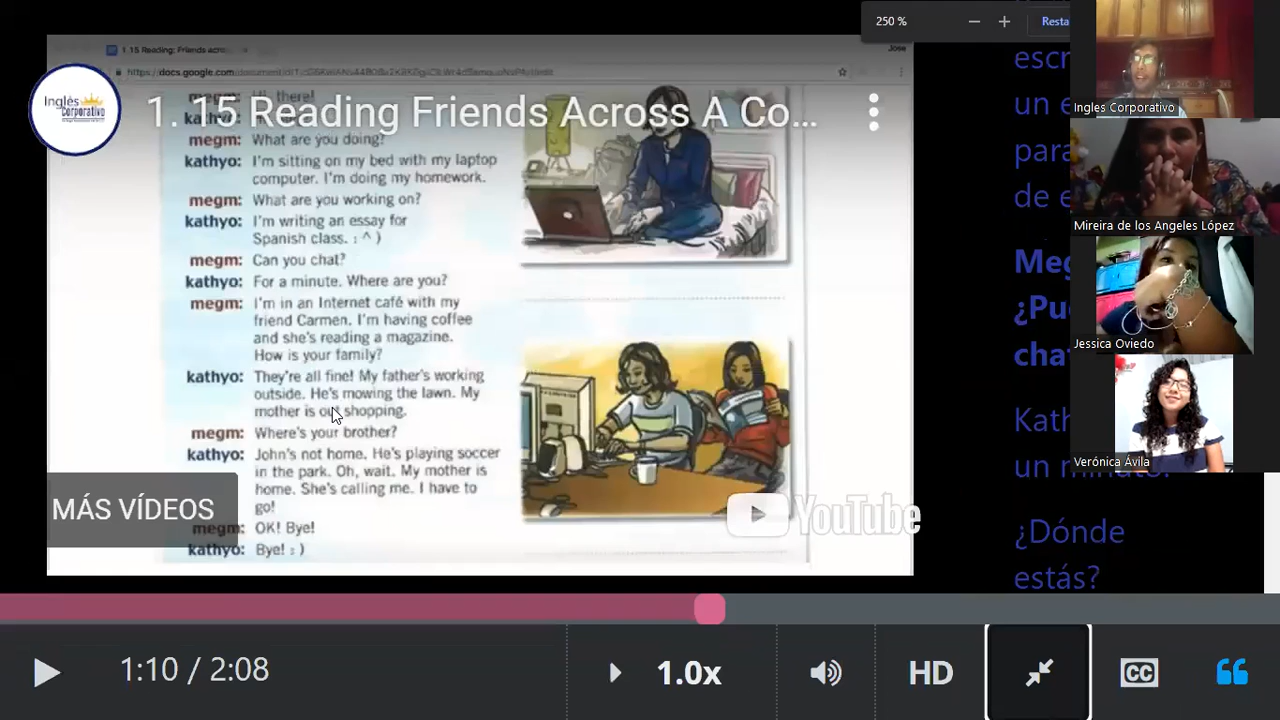 250 %
Resta
1.15 Reading: Friends acros
Jose
Inglés
Corporativo
1. 15 Reading Friends Across A Co...
megm: Hi, there!
kathyo:
megm: What are you doing?
kathyo: I'm sitting on my bed with my laptop
computer. I'm doing my homework.
megm: What are you working on?
kathyo: I'm writing an essay for
Spanish class. : ^ )
megm: Can you chat?
kathyo: For a minute. Where are you?
megm: I'm in an Internet café with my
friend Carmen. I'm having coffee
and she's reading a magazine.
How is your family?
kathyo: They're all fine! My father's working
outside. He's mowing the lawn. My
mother is out shopping.
megm: Where's your brother?
kathyo: John's not home. He's playing soccer
in the park. Oh, wait. My mother is
home. She's calling me. I have to
go!
megm: OK! Bye!
kathyo: Bye! : )
MÁS VÍDEOS
YouTube
escr
un e
para
de e
Meg
¿Pu
cha
Kath
un minuto.
¿Dónde
estás?
Ingles Corporativo
Mireira de los Angeles López
Jessica Oviedo
Verónica Ávila
1:10 / 2:08
1.0x
HD
CC